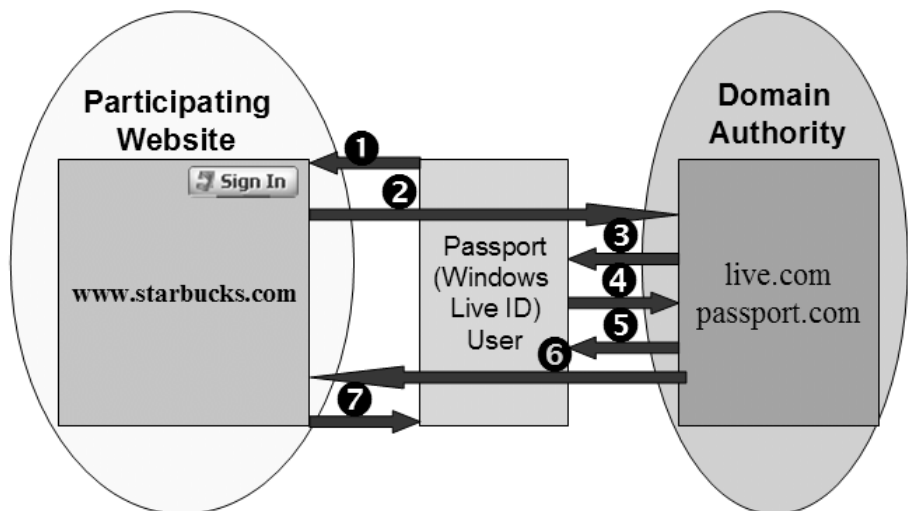 Participating
Website
Domain
Authority
1
Sign In
2
3
Passport
(Windows
Live ID)
User
www.starbucks.com
4
live.com
passport.com
5
6
7